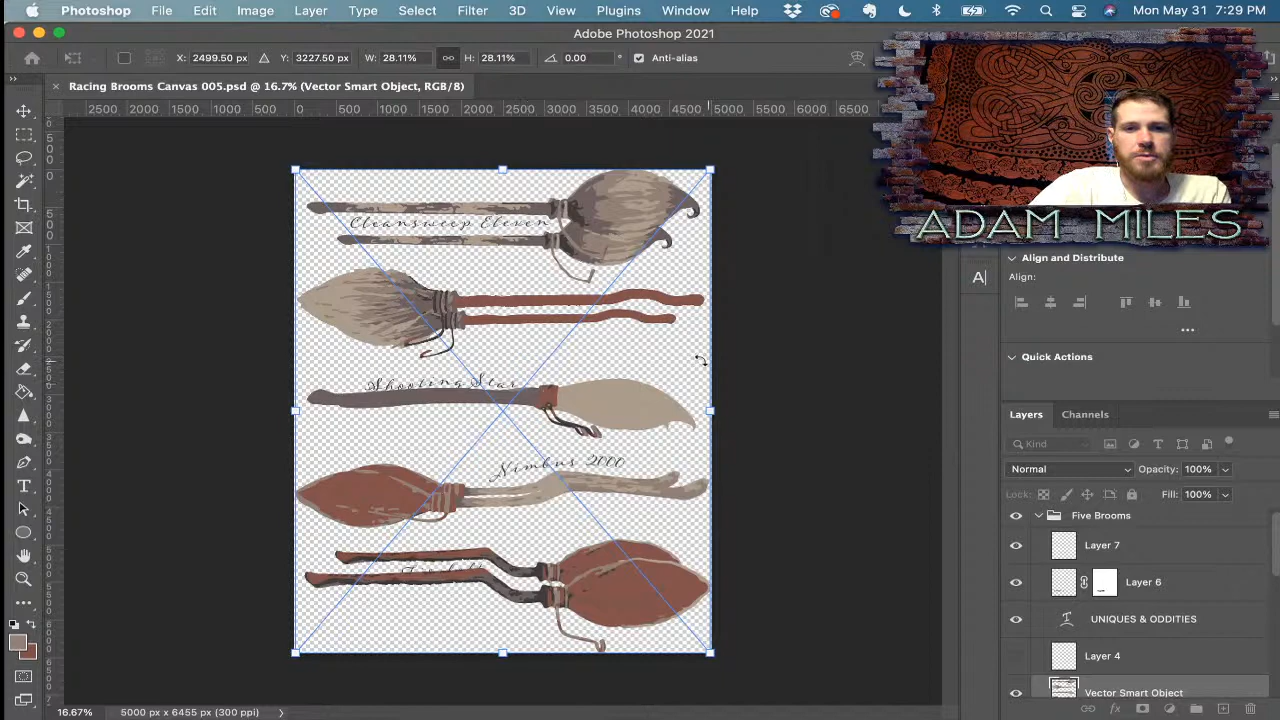 Photoshop File Edit Image Layer Type Select Filter 3D View Plugins Window Help Mon May 31 7:29 PM
Adobe Photoshop 2021
X: 2499.50 px Y: 3227.50 px W: 28.11% H: 28.11% 0.00 ° Anti-alias
Racing Brooms Canvas 005.psd @ 16.7% (Vector Smart Object, RGB/8)
2500 2000 1500 1000 500 0 500 1000 1500 2000 2500 3000 3500 4000 4500 5000 5500 6000 6500
ADAM MILES
Cleansweep Eleven
Shooting Star
Nimbus 2000
Align and Distribute
Align:
Quick Actions
Layers Channels
Kind
Normal Opacity: 100%
Lock: Fill: 100%
Five Brooms
Layer 7
Layer 6
UNIQUES & ODDITIES
Layer 4
Vector Smart Object
16.67% 5000 px x 6455 px (300 ppi)